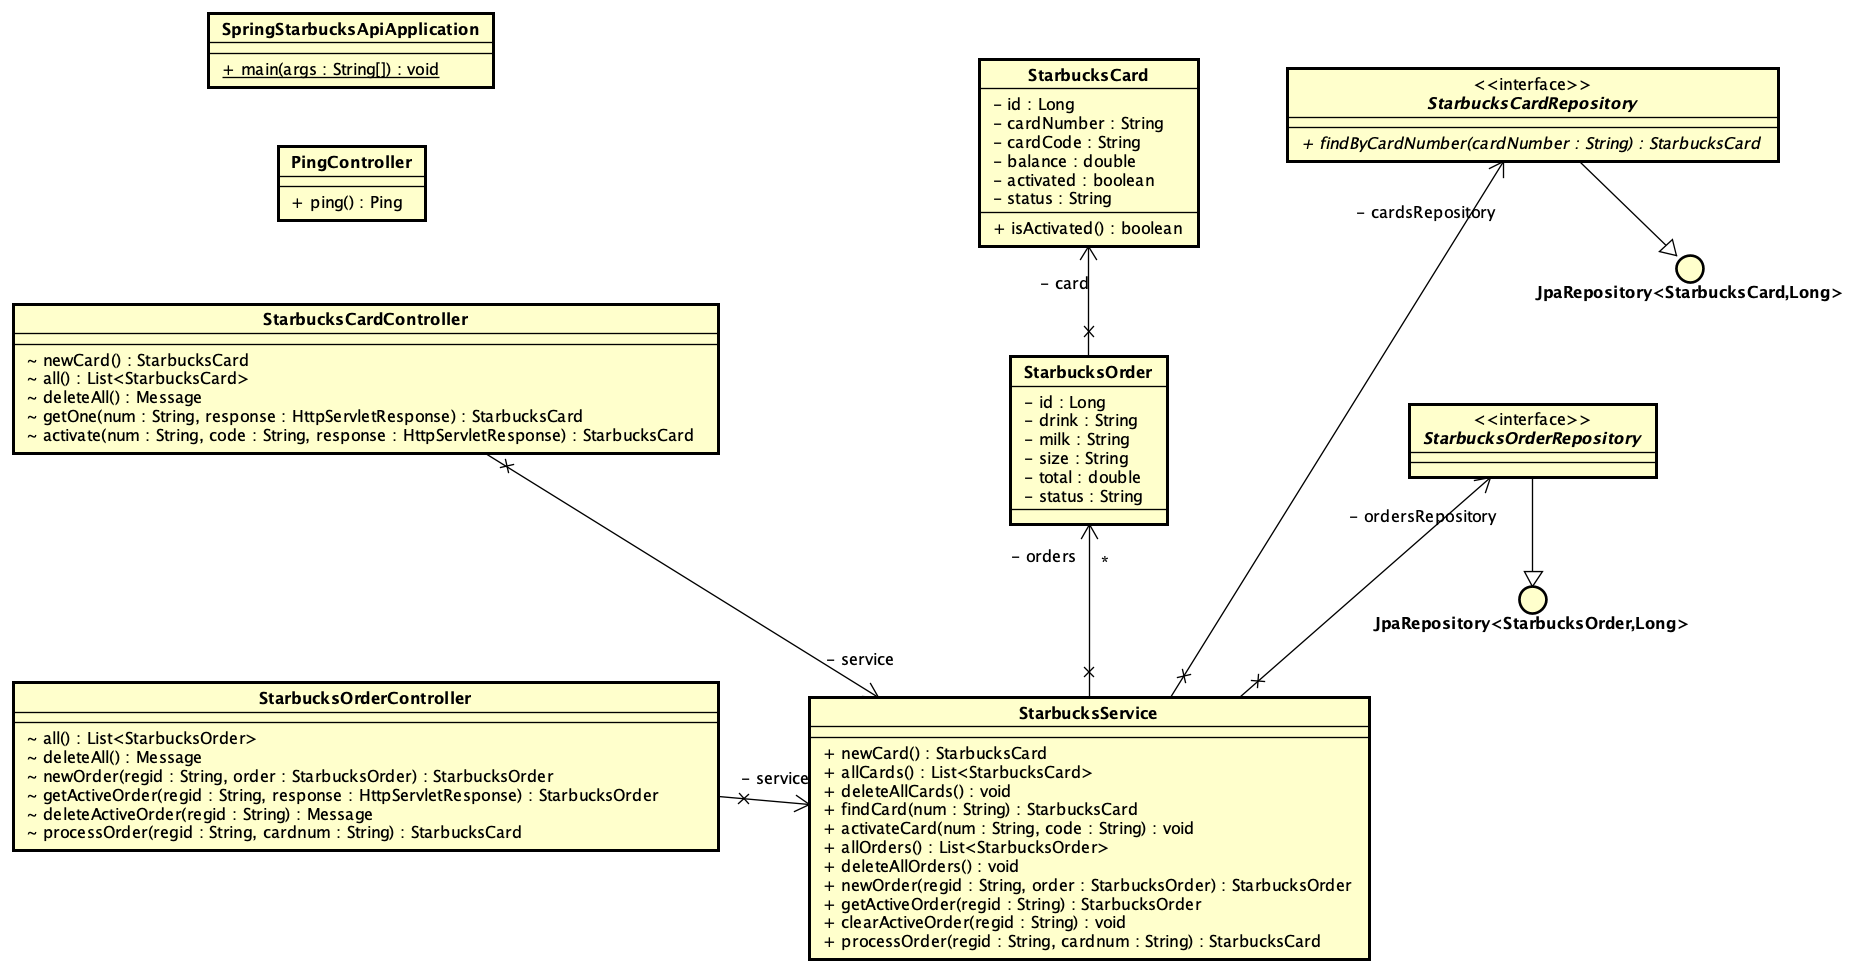 SpringStarbucksApiApplication
+ main(args : String[]) : void
PingController
+ ping() : Ping
StarbucksCard
- id : Long
- cardNumber : String
- cardCode : String
- balance : double
- activated : boolean
- status : String
+ isActivated() : boolean
<<interface>>
StarbucksCardRepository
+ findByCardNumber(cardNumber : String) : StarbucksCard
- cardsRepository
- card
JpaRepository<StarbucksCard,Long>
StarbucksCardController
~ newCard() : StarbucksCard
~ all() : List<StarbucksCard>
~ deleteAll() : Message
~ getOne(num : String, response : HttpServletResponse) : StarbucksCard
~ activate(num : String, code : String, response : HttpServletResponse) : StarbucksCard
StarbucksOrder
- id : Long
- drink : String
- milk : String
- size : String
- total : double
- status : String
<<interface>>
StarbucksOrderRepository
- ordersRepository
- orders
*
JpaRepository<StarbucksOrder,Long>
- service
StarbucksOrderController
~ all() : List<StarbucksOrder>
~ deleteAll() : Message
~ newOrder(regid : String, order : StarbucksOrder) : StarbucksOrder
~ getActiveOrder(regid : String, response : HttpServletResponse) : StarbucksOrder
~ deleteActiveOrder(regid : String) : Message
~ processOrder(regid : String, cardnum : String) : StarbucksCard
- service
StarbucksService
+ newCard() : StarbucksCard
+ allCards() : List<StarbucksCard>
+ deleteAllCards() : void
+ findCard(num : String) : StarbucksCard
+ activateCard(num : String, code : String) : void
+ allOrders() : List<StarbucksOrder>
+ deleteAllOrders() : void
+ newOrder(regid : String, order : StarbucksOrder) : StarbucksOrder
+ getActiveOrder(regid : String) : StarbucksOrder
+ clearActiveOrder(regid : String) : void
+ processOrder(regid : String, cardnum : String) : StarbucksCard